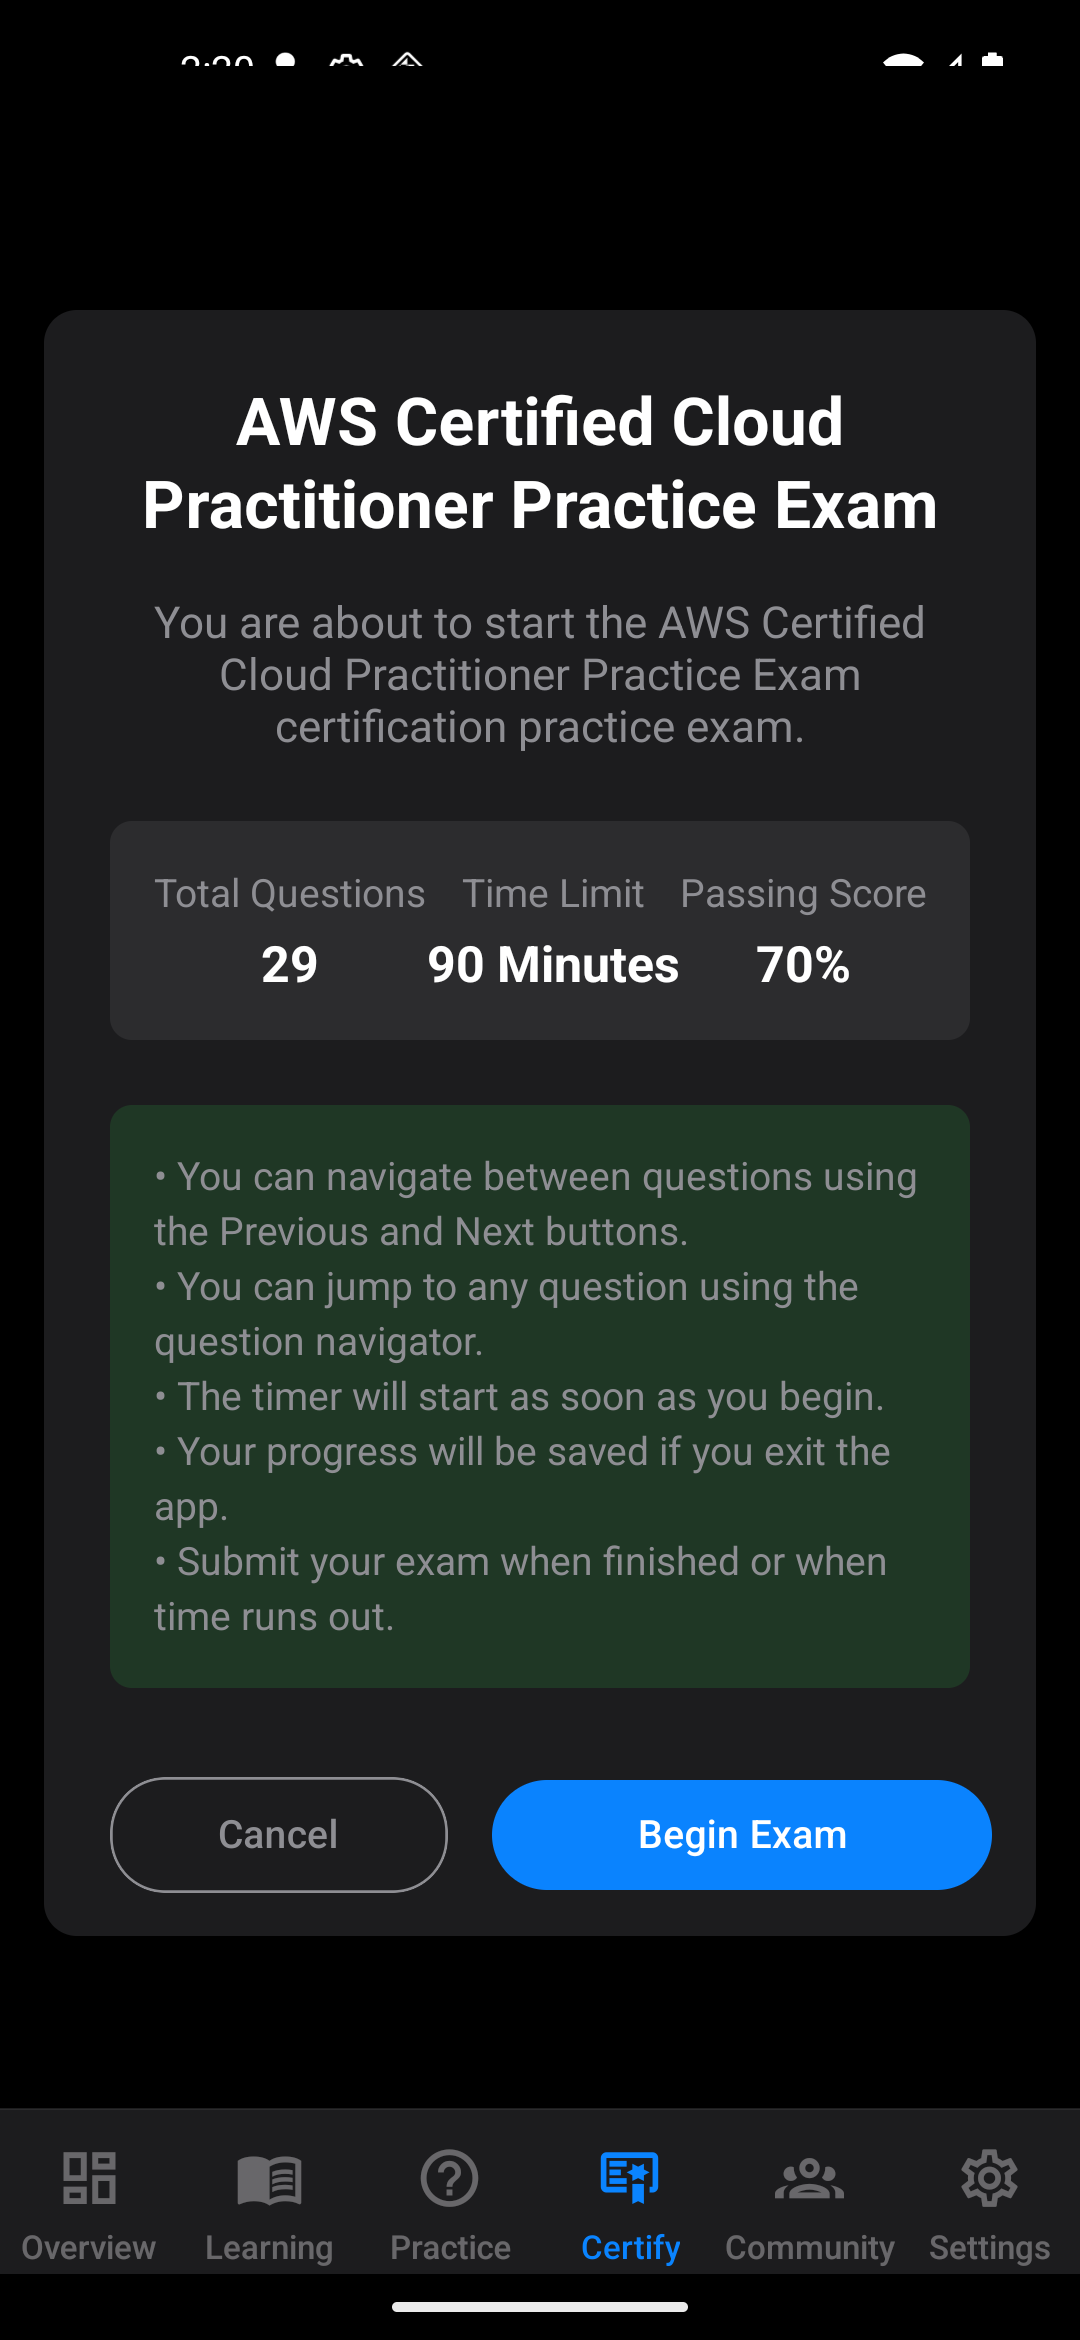 AWS Certified Cloud
Practitioner Practice Exam
You are about to start the AWS Certified
Cloud Practitioner Practice Exam
certification practice exam.
Total Questions Time Limit Passing Score
29 90 Minutes 70%
• You can navigate between questions using
the Previous and Next buttons.
• You can jump to any question using the
question navigator.
• The timer will start as soon as you begin.
• Your progress will be saved if you exit the
app.
• Submit your exam when finished or when
time runs out.
Cancel Begin Exam
Overview Learning Practice Certify Community Settings